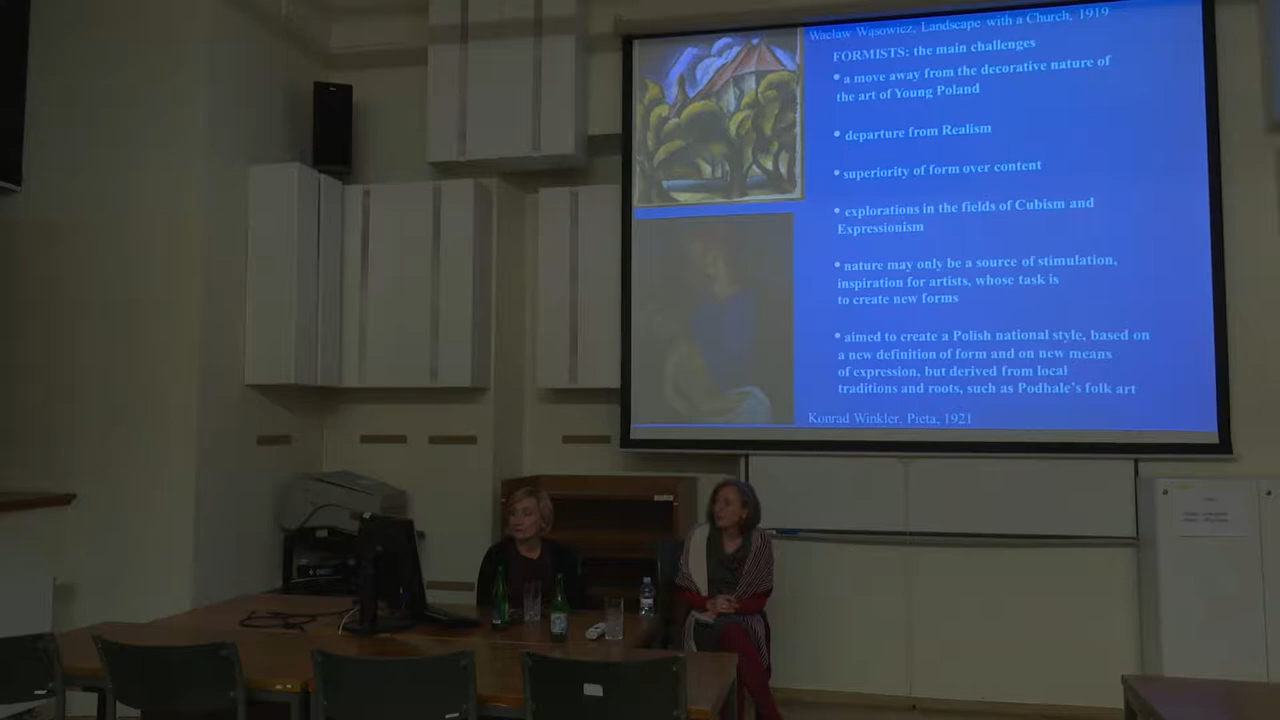 Wacław Wąsowicz, Landscape with a Church, 1919
FORMISTS: the main challenges
• a move away from the decorative nature of
the art of Young Poland
• departure from Realism
• superiority of form over content
• explorations in the fields of Cubism and
Expressionism
• nature may only be a source of stimulation,
inspiration for artists, whose task is
to create new forms
• aimed to create a Polish national style, based on
a new definition of form and on new means
of expression, but derived from local
traditions and roots, such as Podhale's folk art
Konrad Winkler, Pieta, 1921